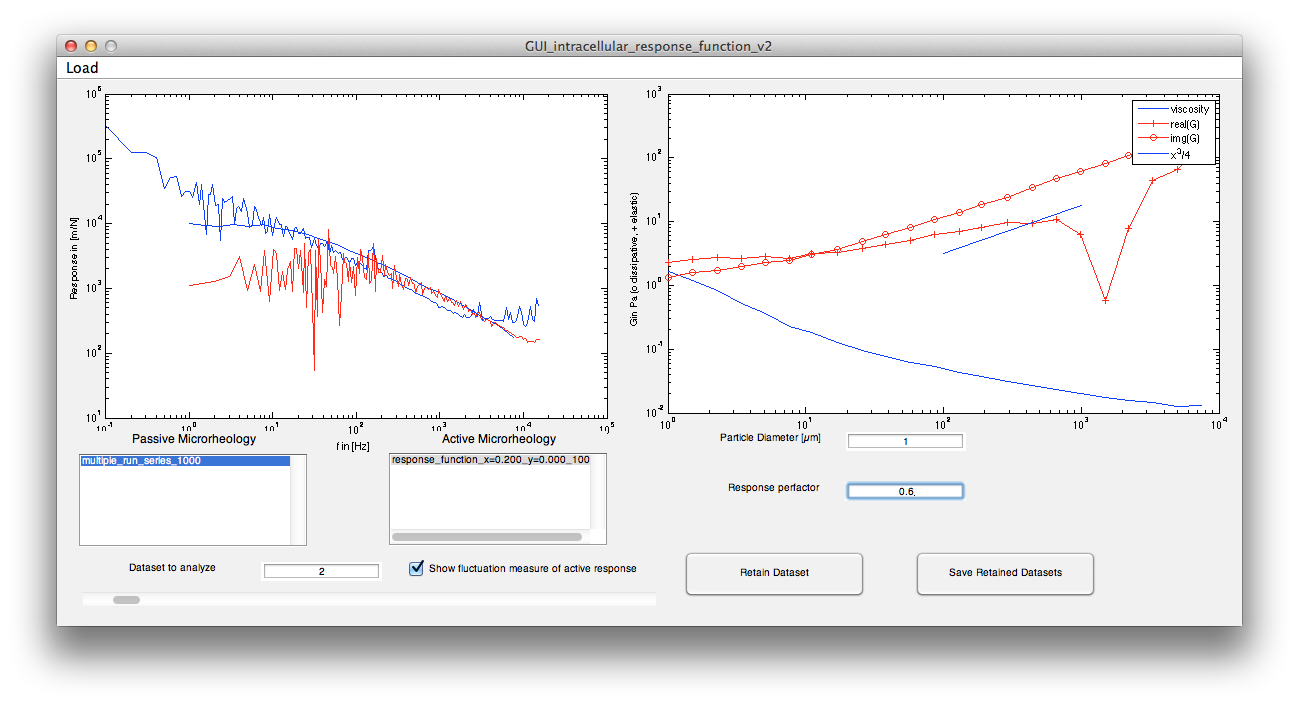 GUI_intracellular_response_function_v2
Load
10^6
10^5
10^4
10^3
10^2
10^1
Response in [m/N]
10^-1
10^0
10^1
10^2
10^3
10^4
10^5
f in [Hz]
10^3
10^2
10^1
10^0
10^-1
10^-2
G in Pa (o dissipative, + elastic)
10^0
10^1
10^2
10^3
10^4
viscosity
real(G)
img(G)
x^3/4
Passive Microrheology
Active Microrheology
multiple_run_series_1000
response_function_x=0.200_y=0.000_100
Particle Diameter [µm]
1
Response perfactor
0.6
Dataset to analyze
2
Show fluctuation measure of active response
Retain Dataset
Save Retained Datasets